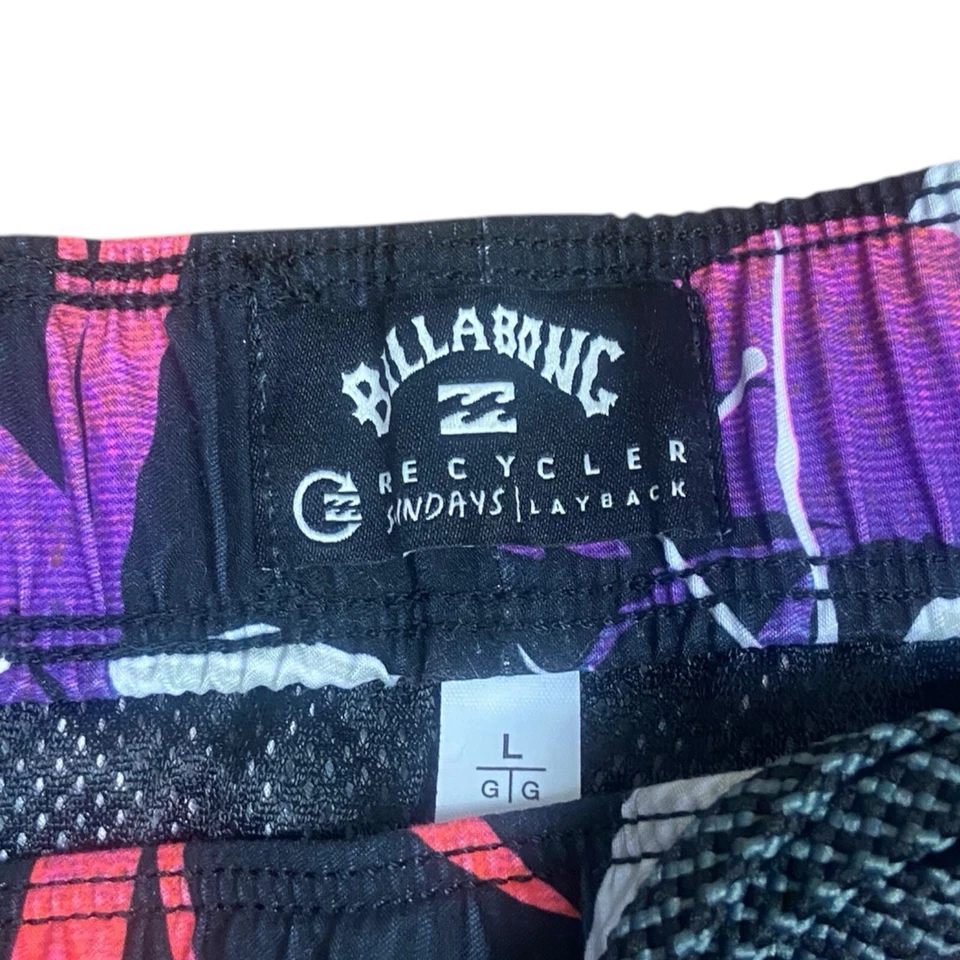 BILLABONG
RECYCLER
SUNDAYS | LAYBACK
L
G | G